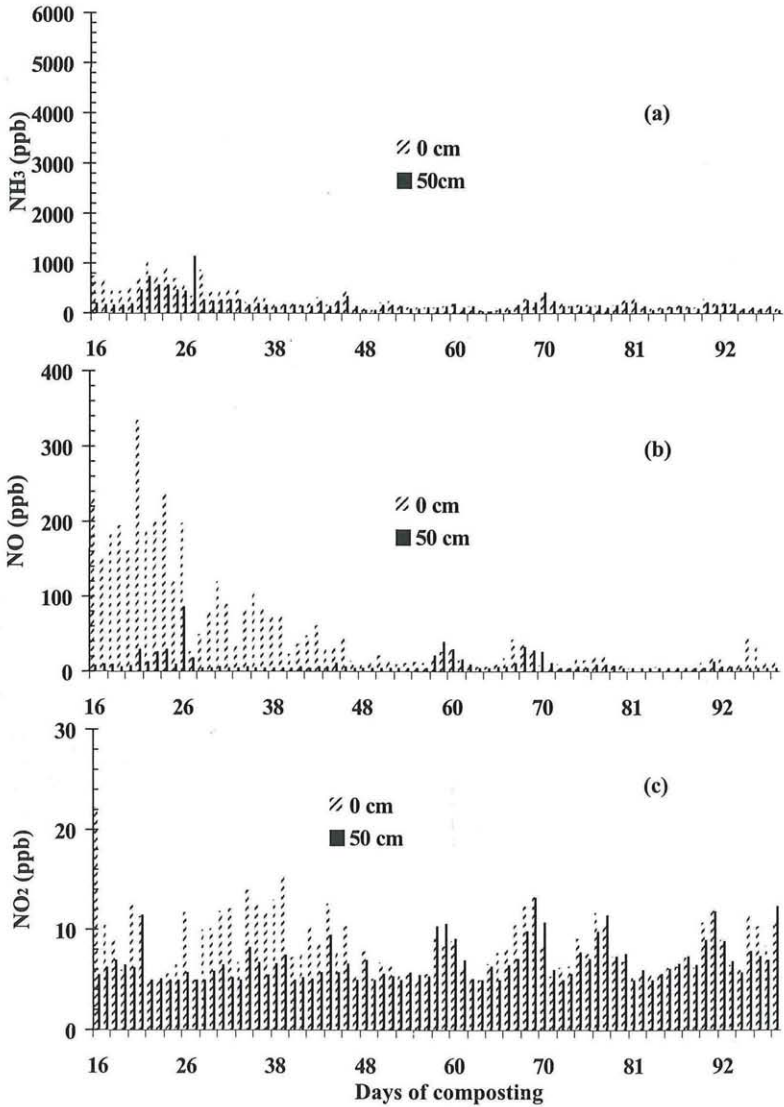 6000
5000
4000
3000
2000
1000
0
NH3 (ppb)
(a)
0 cm
50cm
16 26 38 48 60 70 81 92
400
300
200
100
0
NO (ppb)
(b)
0 cm
50 cm
16 26 38 48 60 70 81 92
30
20
10
0
NO2 (ppb)
(c)
0 cm
50 cm
16 26 38 48 60 70 81 92
Days of composting